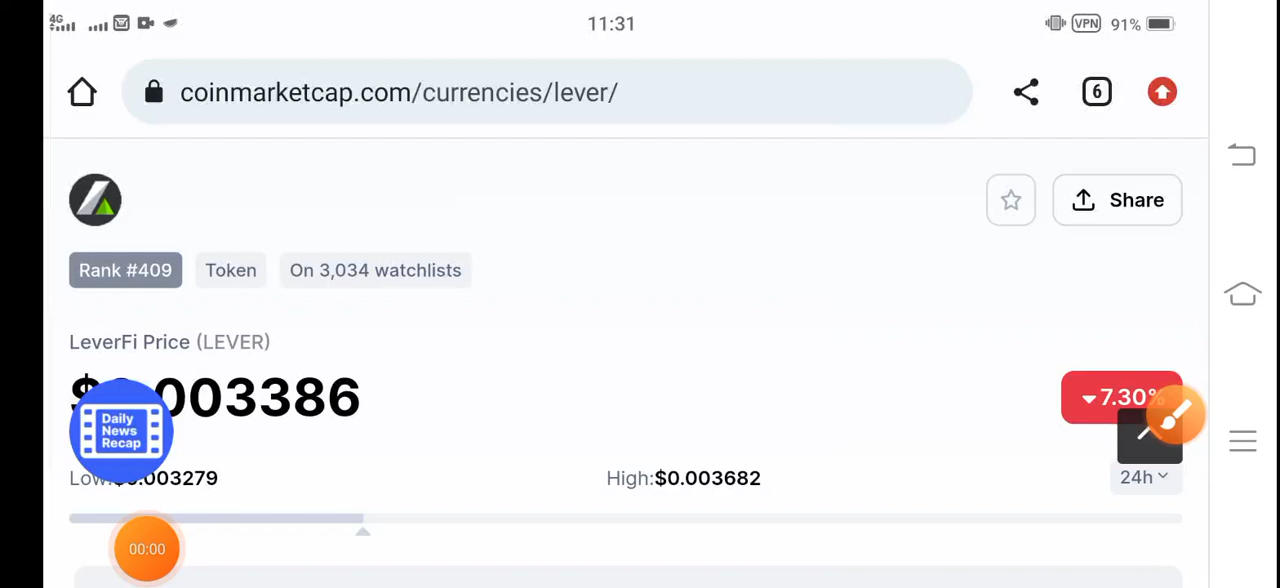 4G 11:31 VPN 91%
coinmarketcap.com/currencies/lever/ 6
Share
Rank #409 Token On 3,034 watchlists
LeverFi Price (LEVER)
003386
7.30%
Daily
News
Recap
Low: .003279 High:$0.003682 24h
00:00